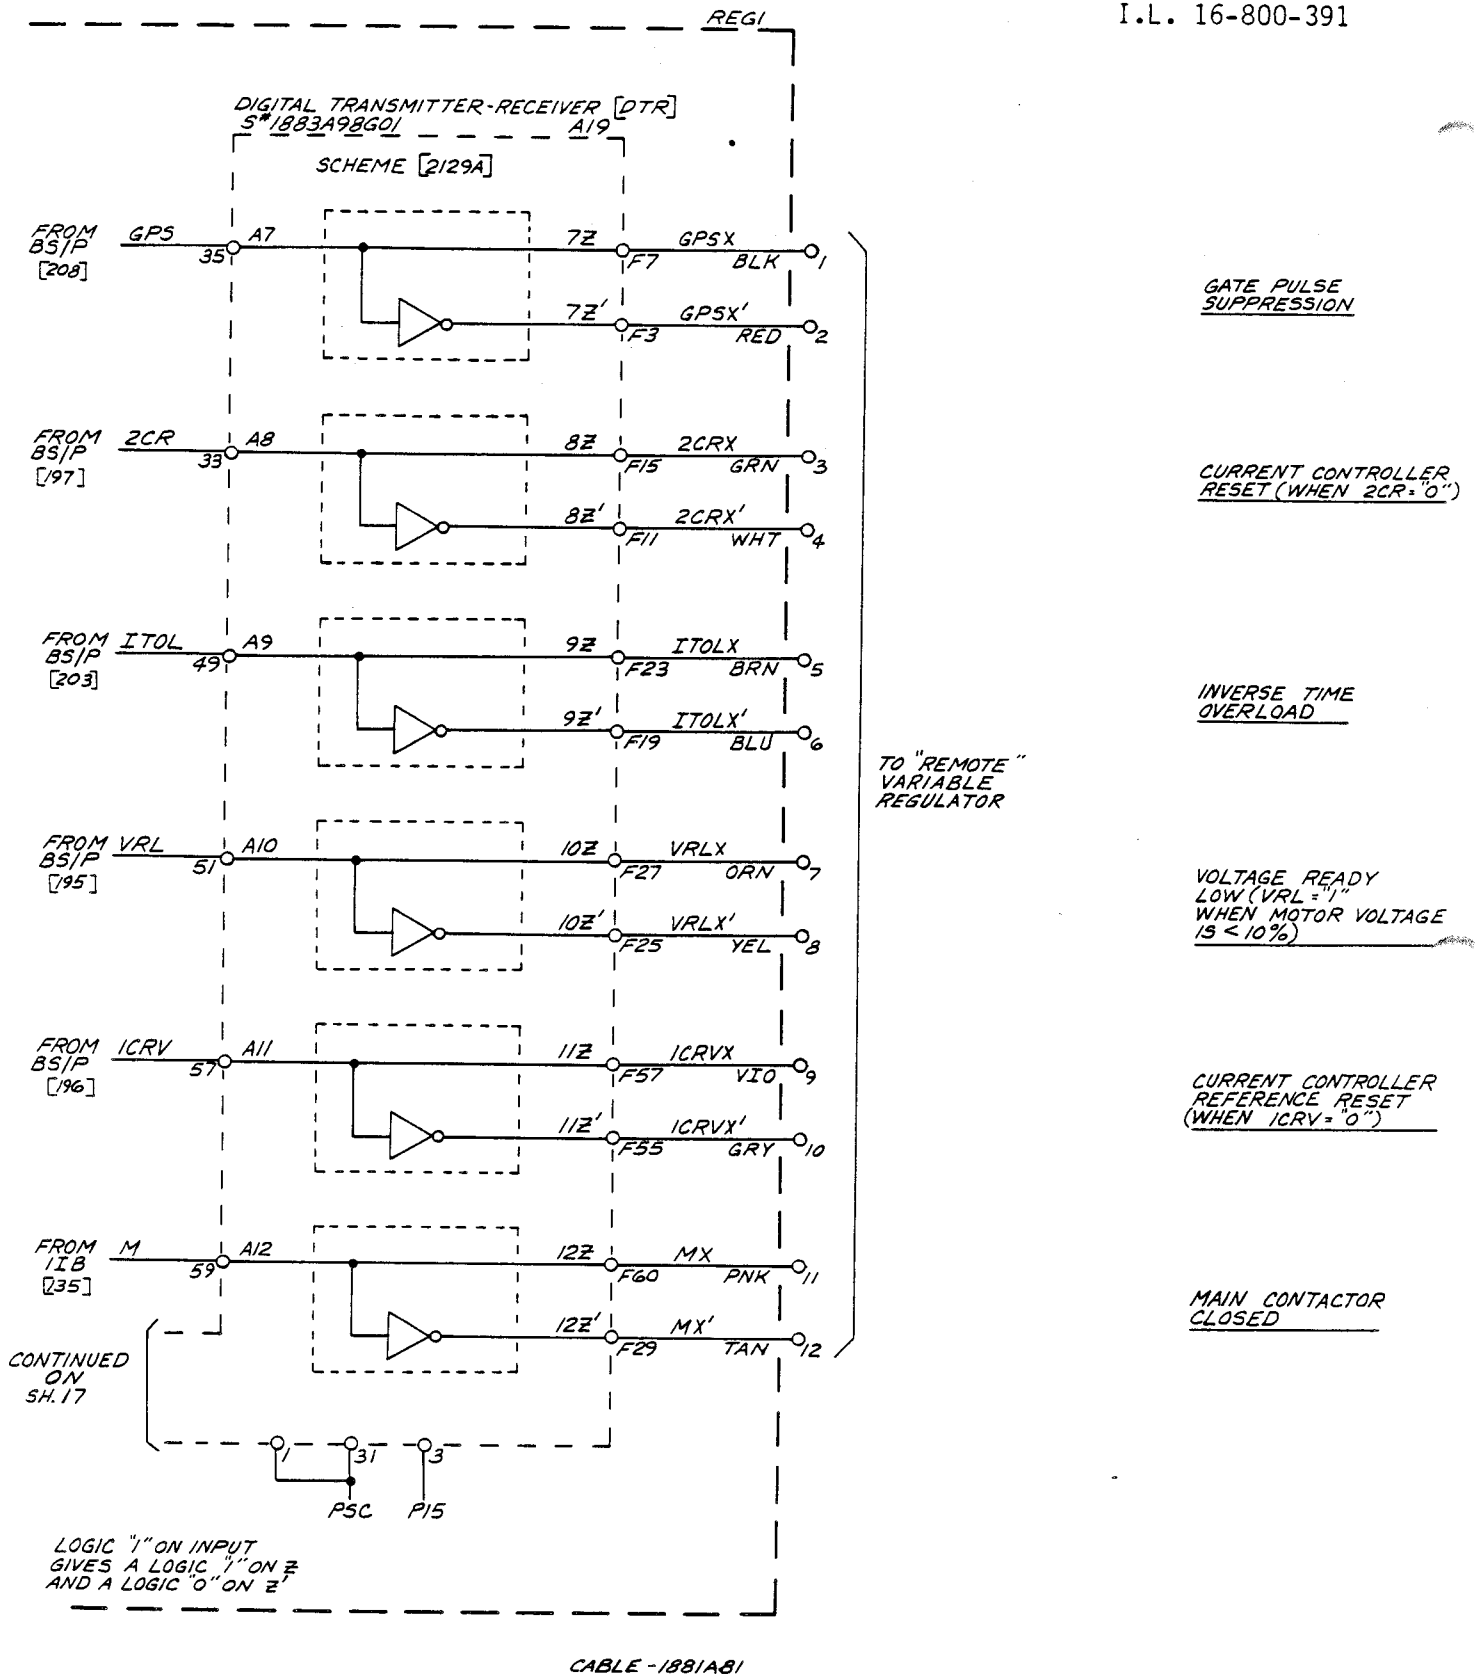 I.L. 16-800-391
REG1
DIGITAL TRANSMITTER-RECEIVER [DTR]
S#1883A98G01
A19
SCHEME [2129A]
FROM
BS/P
[208]
GPS
35
A7
7Z
F7
GPSX
BLK
1
7Z'
F3
GPSX'
RED
2
GATE PULSE
SUPPRESSION
FROM
BS/P
[197]
2CR
33
A8
8Z
F15
2CRX
GRN
3
8Z'
F11
2CRX'
WHT
4
CURRENT CONTROLLER
RESET (WHEN 2CR="0")
FROM
BS/P
[203]
ITOL
49
A9
9Z
F23
ITOLX
BRN
5
9Z'
F19
ITOLX'
BLU
6
INVERSE TIME
OVERLOAD
TO "REMOTE"
VARIABLE
REGULATOR
FROM
BS/P
[195]
VRL
51
A10
10Z
F27
VRLX
ORN
7
10Z'
F25
VRLX'
YEL
8
VOLTAGE READY
LOW (VRL="1"
WHEN MOTOR VOLTAGE
IS < 10%)
FROM
BS/P
[196]
1CRV
57
A11
11Z
F57
1CRVX
VIO
9
11Z'
F55
1CRVX'
GRY
10
CURRENT CONTROLLER
REFERENCE RESET
(WHEN 1CRV="0")
FROM
1IB
[135]
M
59
A12
12Z
F60
MX
PNK
11
12Z'
F29
MX'
TAN
12
MAIN CONTACTOR
CLOSED
CONTINUED
ON
SH.17
1
31
3
PSC
P15
LOGIC "1" ON INPUT
GIVES A LOGIC "1" ON Z
AND A LOGIC "0" ON Z'
CABLE-1881A81